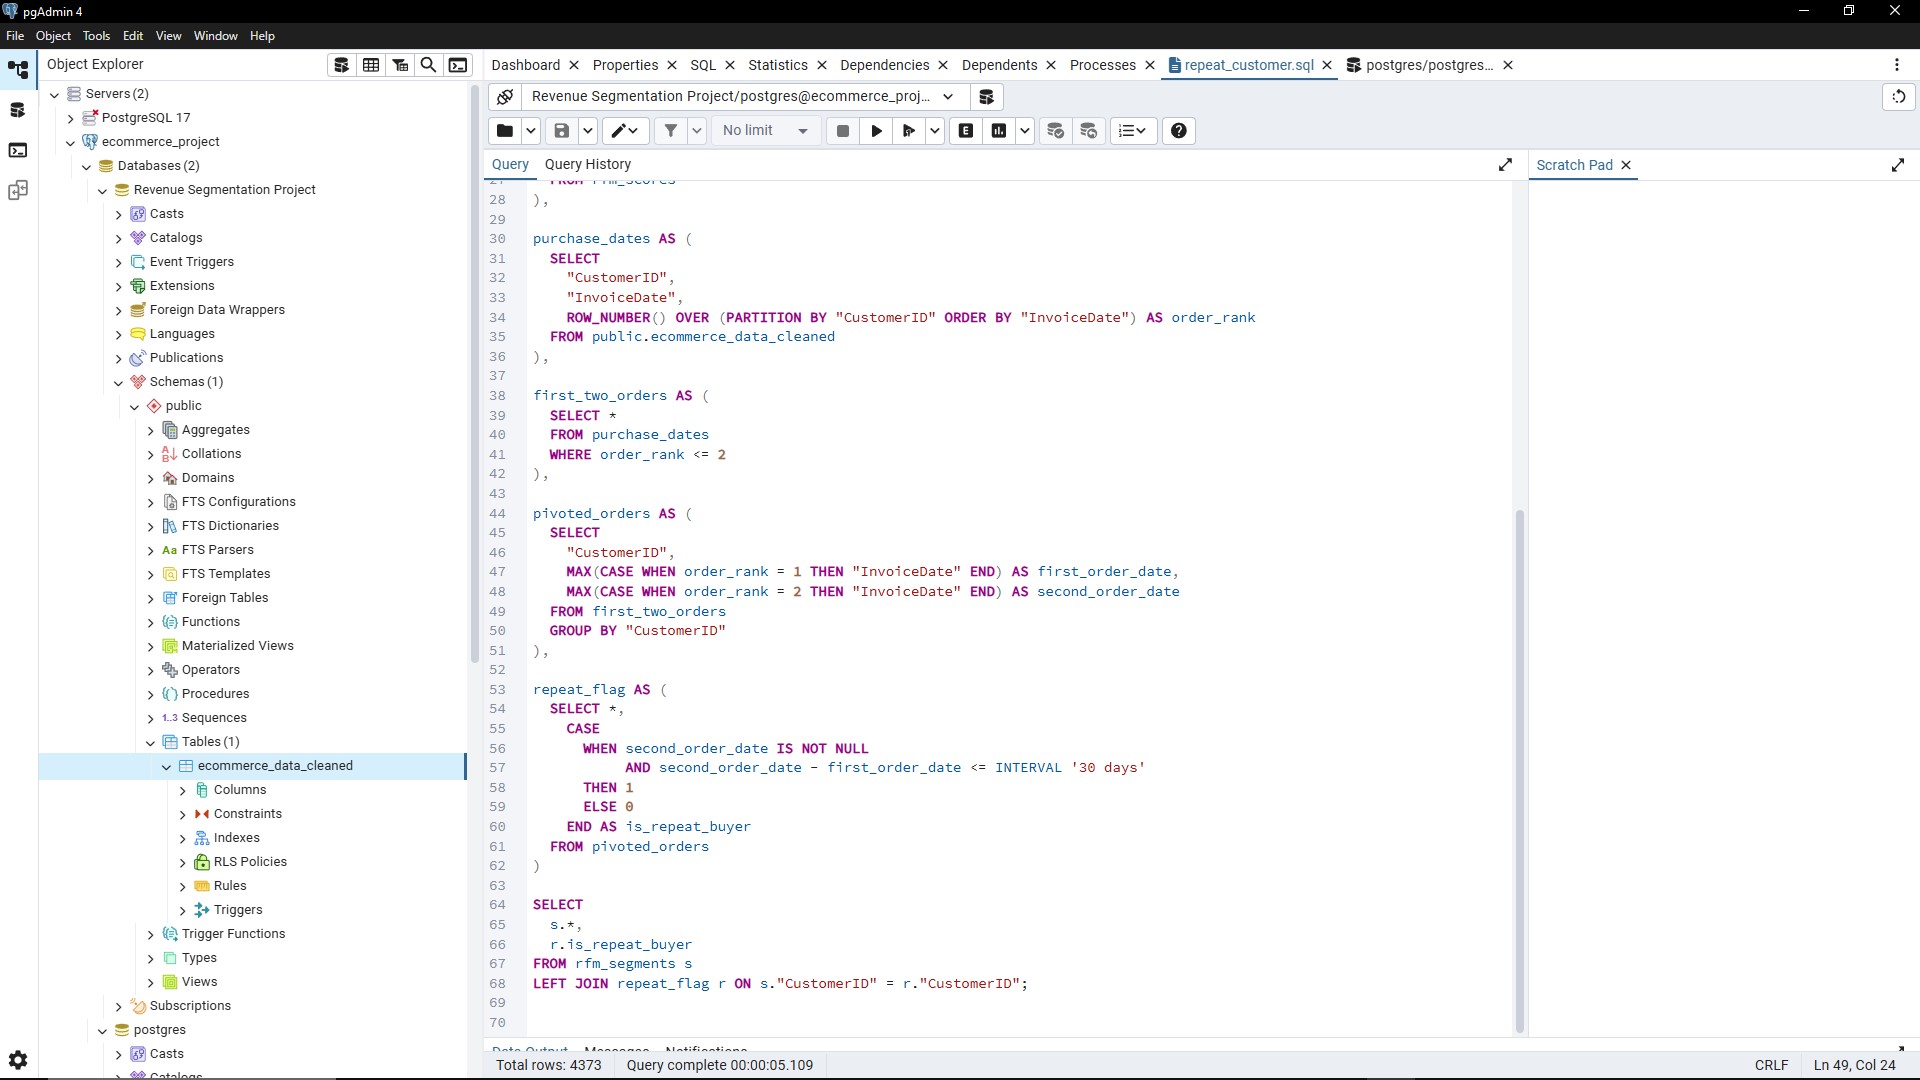 pgAdmin 4
File Object Tools Edit View Window Help
Object Explorer
Dashboard Properties SQL Statistics Dependencies Dependents Processes repeat_customer.sql postgres/postgres...
Servers (2)
PostgreSQL 17
ecommerce_project
Databases (2)
Revenue Segmentation Project
Casts
Catalogs
Event Triggers
Extensions
Foreign Data Wrappers
Languages
Publications
Schemas (1)
public
Aggregates
Collations
Domains
FTS Configurations
FTS Dictionaries
Aa FTS Parsers
FTS Templates
Foreign Tables
Functions
Materialized Views
Operators
Procedures
1..3 Sequences
Tables (1)
ecommerce_data_cleaned
Columns
Constraints
Indexes
RLS Policies
Rules
Triggers
Trigger Functions
Types
Views
Subscriptions
postgres
Casts
Catalogs
Revenue Segmentation Project/postgres@ecommerce_proj...
No limit
E
Query Query History
Scratch Pad
27 FROM rfm_scores
28 ),
29
30 purchase_dates AS (
31 SELECT
32 "CustomerID",
33 "InvoiceDate",
34 ROW_NUMBER() OVER (PARTITION BY "CustomerID" ORDER BY "InvoiceDate") AS order_rank
35 FROM public.ecommerce_data_cleaned
36 ),
37
38 first_two_orders AS (
39 SELECT *
40 FROM purchase_dates
41 WHERE order_rank <= 2
42 ),
43
44 pivoted_orders AS (
45 SELECT
46 "CustomerID",
47 MAX(CASE WHEN order_rank = 1 THEN "InvoiceDate" END) AS first_order_date,
48 MAX(CASE WHEN order_rank = 2 THEN "InvoiceDate" END) AS second_order_date
49 FROM first_two_orders
50 GROUP BY "CustomerID"
51 ),
52
53 repeat_flag AS (
54 SELECT *,
55 CASE
56 WHEN second_order_date IS NOT NULL
57 AND second_order_date - first_order_date <= INTERVAL '30 days'
58 THEN 1
59 ELSE 0
60 END AS is_repeat_buyer
61 FROM pivoted_orders
62 )
63
64 SELECT
65 s.*,
66 r.is_repeat_buyer
67 FROM rfm_segments s
68 LEFT JOIN repeat_flag r ON s."CustomerID" = r."CustomerID";
69
70
Data Output Messages Notifications
Total rows: 4373 Query complete 00:00:05.109 CRLF Ln 49, Col 24